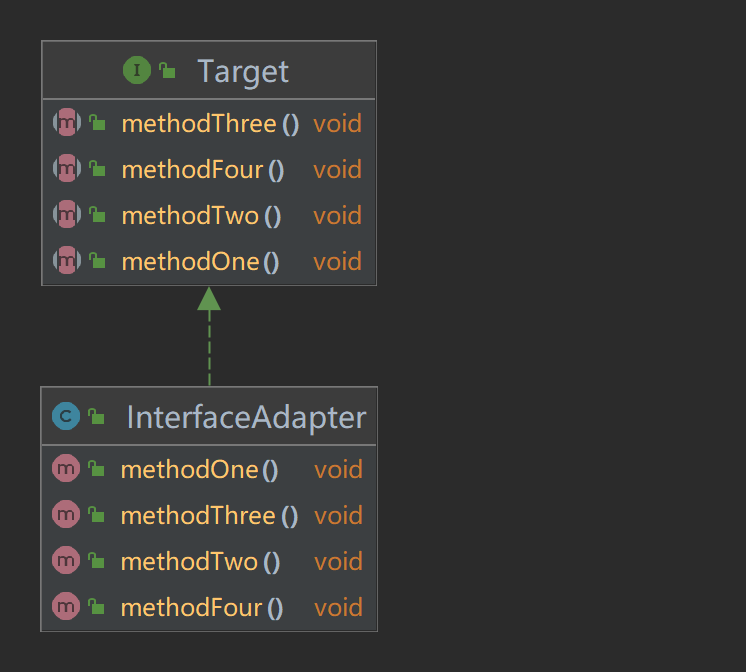 I Target
m methodThree() void
m methodFour() void
m methodTwo() void
m methodOne() void
C InterfaceAdapter
m methodOne() void
m methodThree() void
m methodTwo() void
m methodFour() void